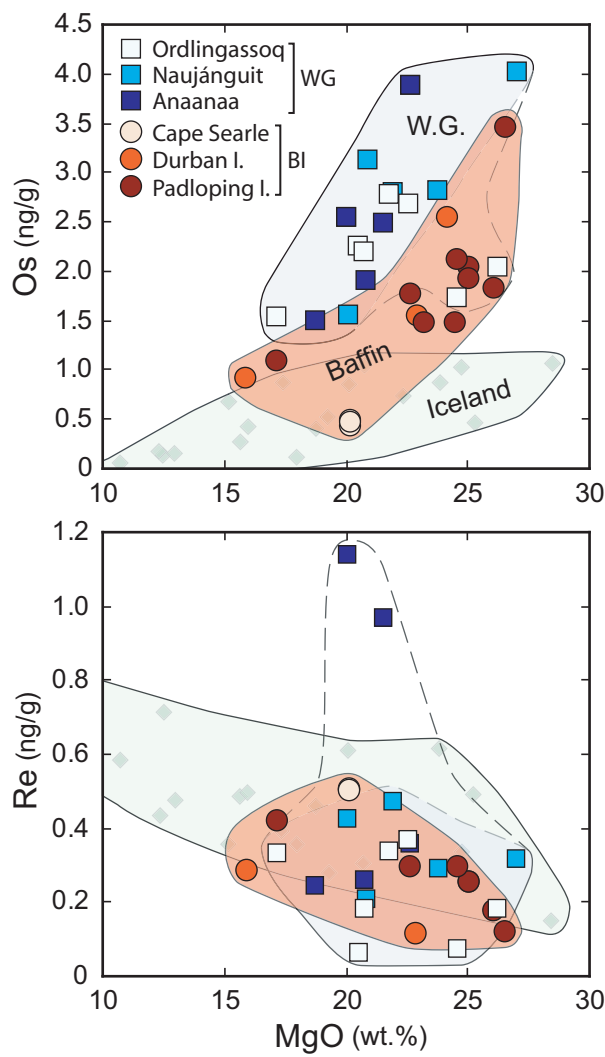 4.5
4.0
3.5
3.0
2.5
2.0
1.5
1.0
0.5
0
Os (ng/g)
Ordlingassoq
Naujánguit
Anaanaa
WG
Cape Searle
Durban I.
Padloping I.
BI
W.G.
Baffin
Iceland
10 15 20 25 30
1.2
1.0
0.8
0.6
0.4
0.2
0
Re (ng/g)
10 15 20 25 30
MgO (wt.%)